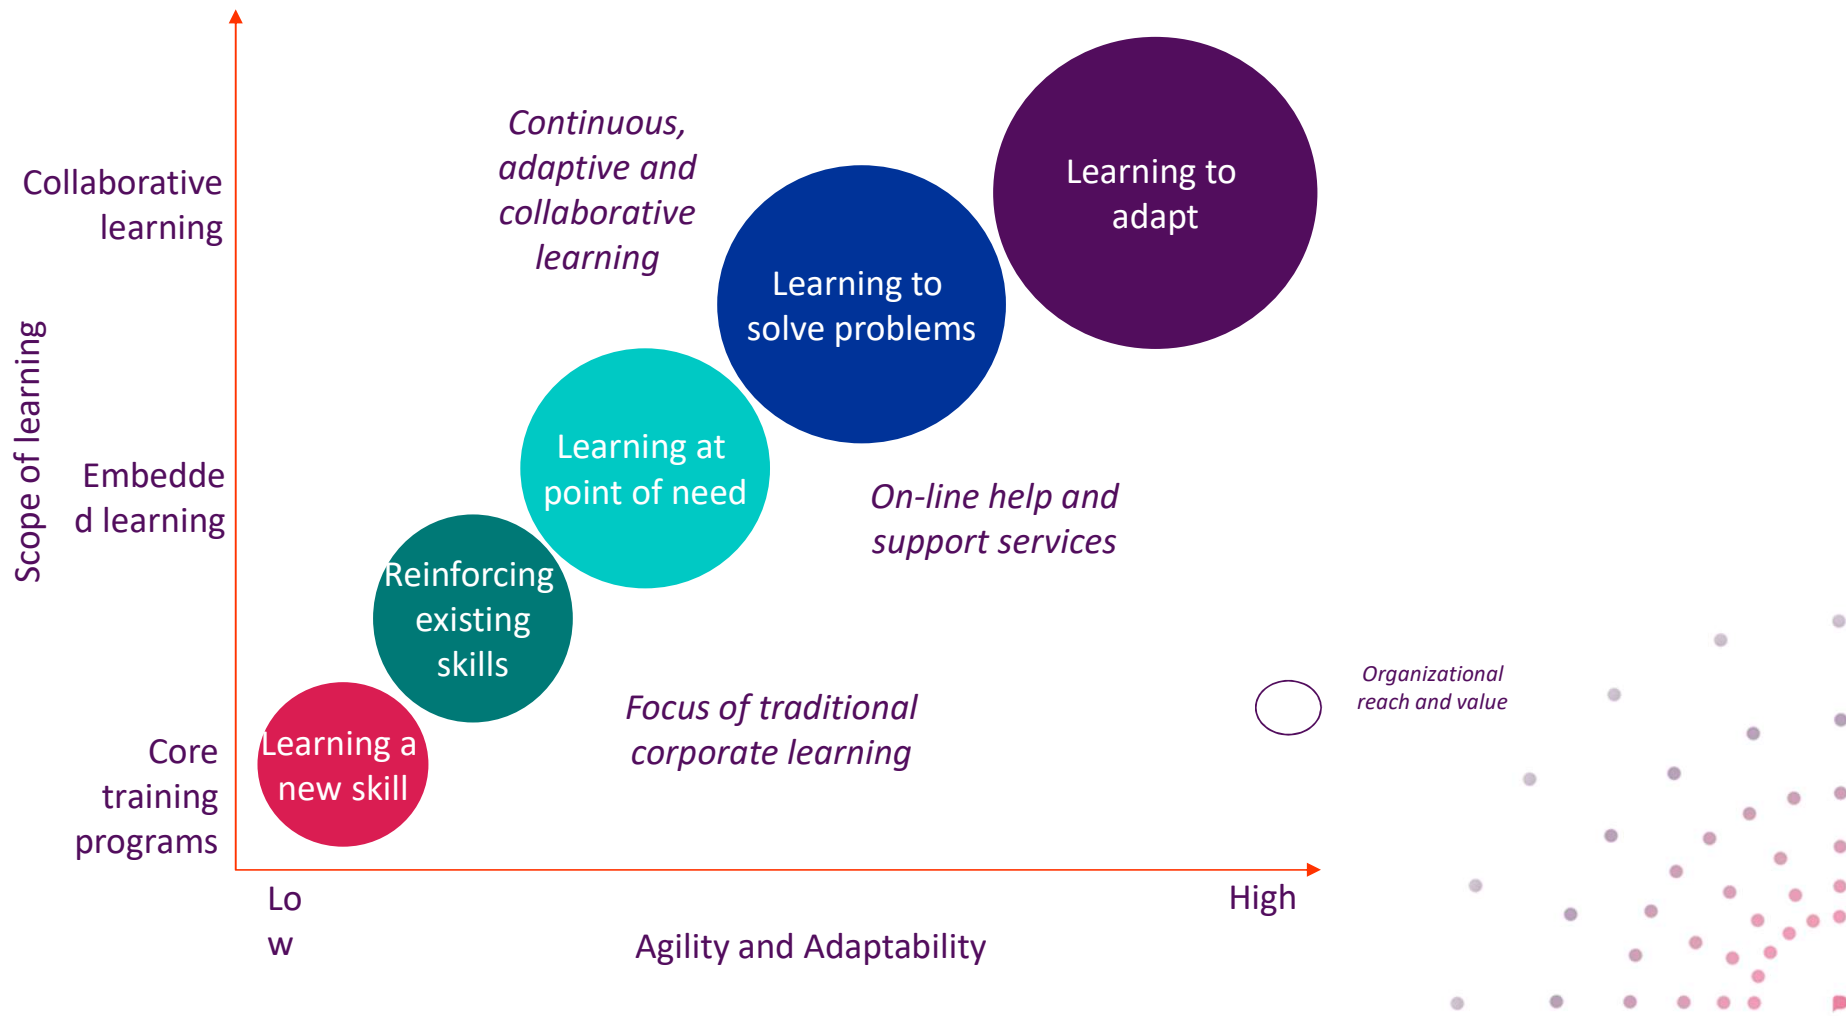 Continuous,
adaptive and
collaborative
learning
Learning to
adapt
Collaborative
learning
Learning to
solve problems
Scope of learning
Learning at
point of need
Embedde
d learning
On-line help and
support services
Reinforcing
existing
skills
Organizational
reach and value
Focus of traditional
corporate learning
Learning a
new skill
Core
training
programs
Lo
w
High
Agility and Adaptability